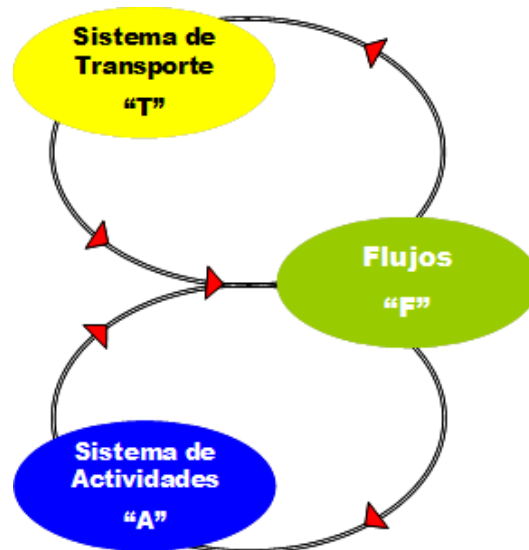 Sistema de
Transporte
“T”
Flujos
“F”
Sistema de
Actividades
“A”